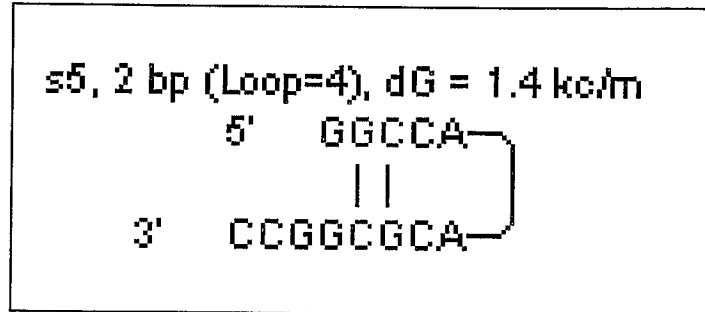 s5, 2 bp (Loop=4), dG = 1.4 kc/m
5' GGCCA
3' CCGGCGCA